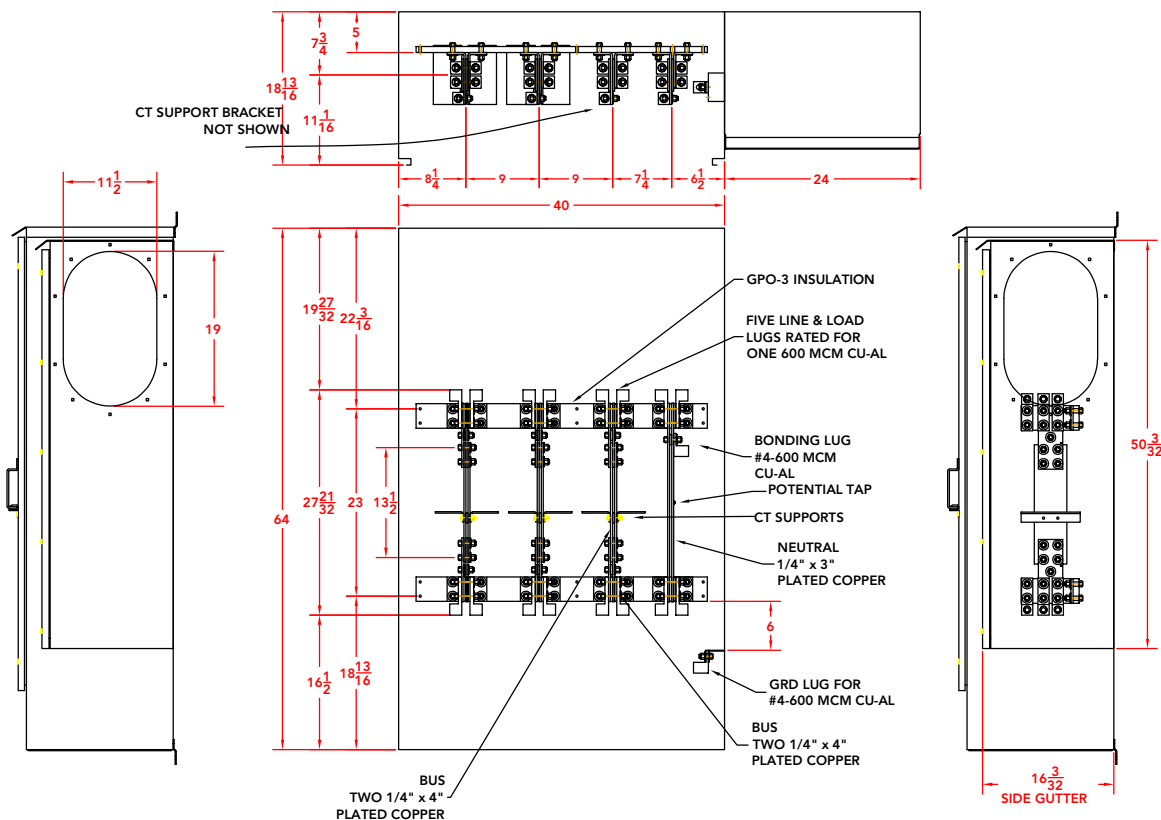 5
7 3/4
18 13/16
11 1/16
CT SUPPORT BRACKET
NOT SHOWN
8 1/4
9
9
7 1/4
6 1/2
24
40
11 1/2
19
19 27/32
22 3/16
64
27 21/32
23
13 1/2
16 1/2
18 13/16
GPO-3 INSULATION
FIVE LINE & LOAD
LUGS RATED FOR
ONE 600 MCM CU-AL
BONDING LUG
#4-600 MCM
CU-AL
POTENTIAL TAP
CT SUPPORTS
NEUTRAL
1/4" x 3"
PLATED COPPER
6
GRD LUG FOR
#4-600 MCM CU-AL
BUS
TWO 1/4" x 4"
PLATED COPPER
BUS
TWO 1/4" x 4"
PLATED COPPER
50 3/32
16 3/32
SIDE GUTTER